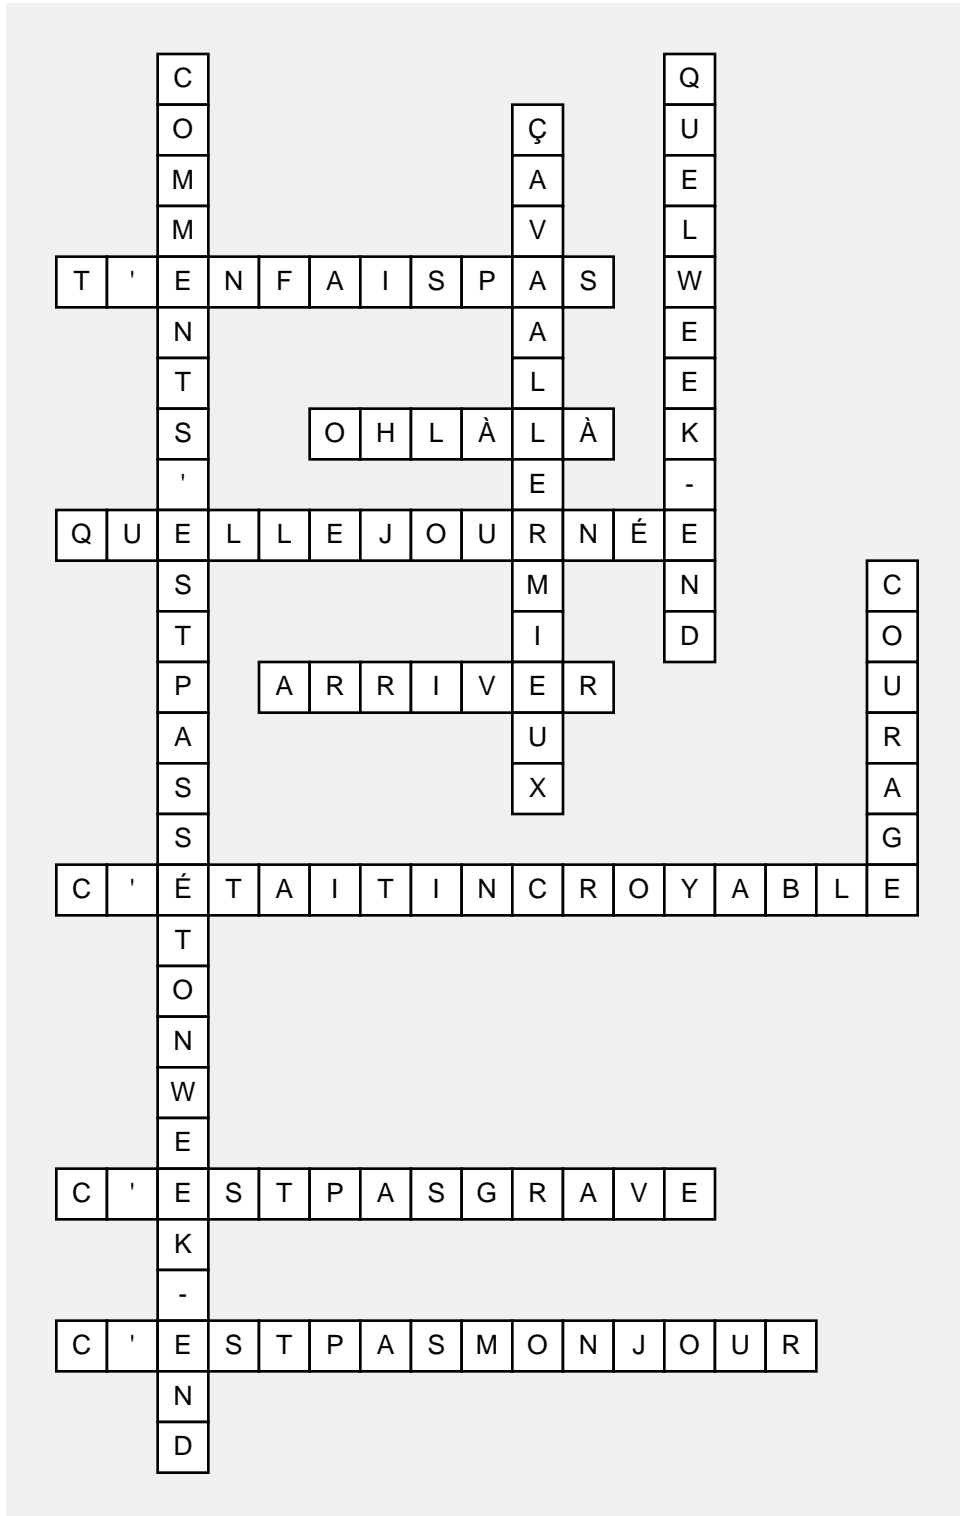 COMMENTS'ESTPASSÉTONWEEK-END
QUELWEEK-END
ÇAVAALLERMIEUX
T'ENFAISPAS
OHLÀLÀ
QUELLEJOURNÉE
COURAGE
ARRIVER
C'ÉTAITINCROYABLE
C'ESTPASGRAVE
C'ESTPASMONJOUR